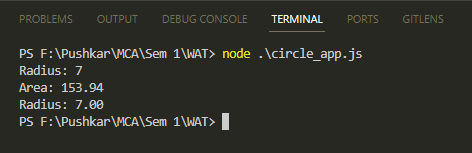 PROBLEMS OUTPUT DEBUG CONSOLE TERMINAL PORTS GITLENS
PS F:\Pushkar\MCA\Sem 1\WAT> node .\circle_app.js
Radius: 7
Area: 153.94
Radius: 7.00
PS F:\Pushkar\MCA\Sem 1\WAT>